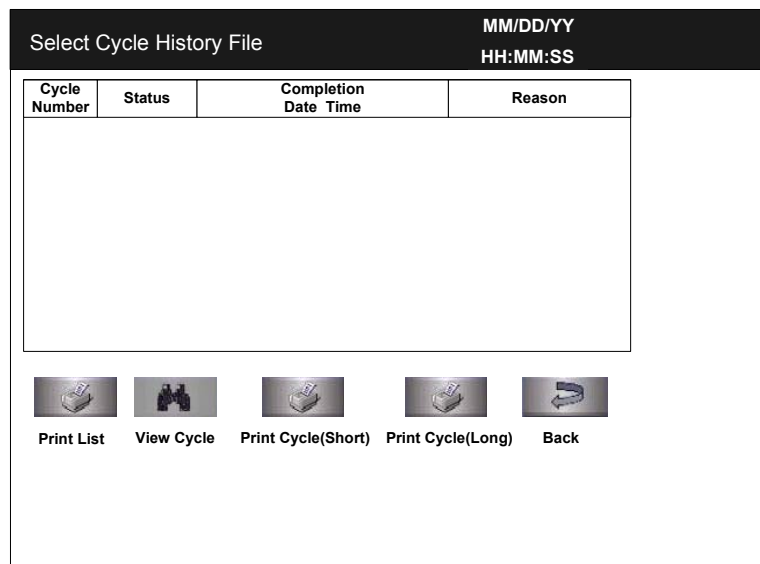 Select Cycle History File
MM/DD/YY
HH:MM:SS
Cycle Number
Status
Completion
Date Time
Reason
Print List
View Cycle
Print Cycle(Short)
Print Cycle(Long)
Back